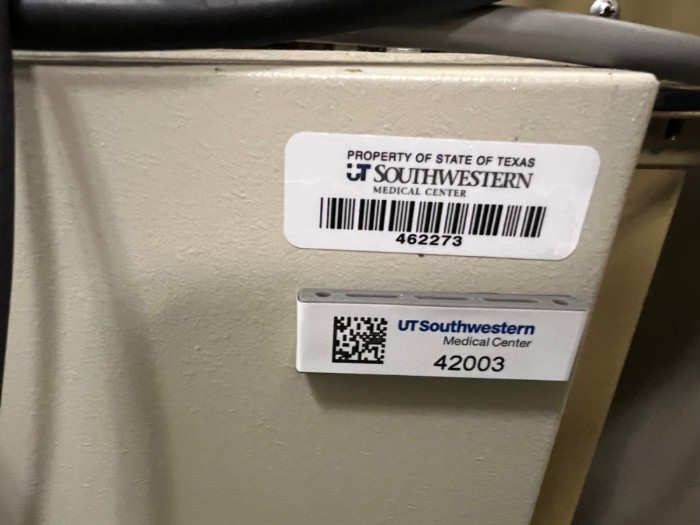 PROPERTY OF STATE OF TEXAS
UT SOUTHWESTERN
MEDICAL CENTER
462273
UTSouthwestern
Medical Center
42003